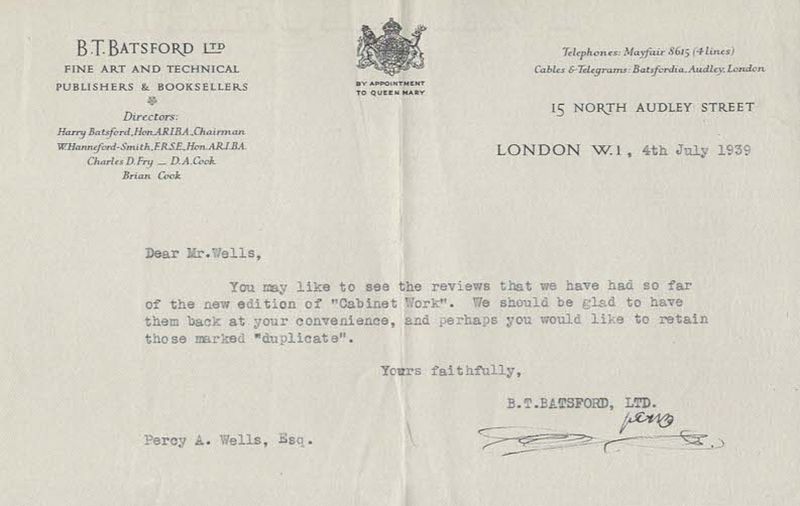 B.T. BATSFORD LTD
FINE ART AND TECHNICAL
PUBLISHERS & BOOKSELLERS
Directors:
Harry Batsford, Hon.A.R.I.B.A., Chairman
W. Hanneford-Smith, F.R.S.E., Hon.A.R.I.B.A.
Charles D. Fry — D.A. Cook
Brian Cook
BY APPOINTMENT
TO QUEEN MARY
Telephones: Mayfair 8615 (4 lines)
Cables & Telegrams: Batsfordia, Audley, London
15 NORTH AUDLEY STREET
LONDON W.1, 4th July 1939
Dear Mr.Wells,
You may like to see the reviews that we have had so far
of the new edition of "Cabinet Work". We should be glad to have
them back at your convenience, and perhaps you would like to retain
those marked "duplicate".
Yours faithfully,
B.T.BATSFORD, LTD.
Percy A. Wells, Esq.